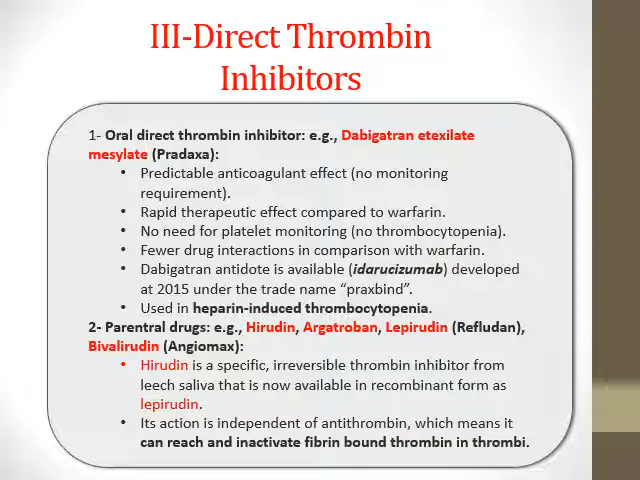 III-Direct Thrombin
Inhibitors
1- Oral direct thrombin inhibitor: e.g., Dabigatran etexilate
mesylate (Pradaxa):
• Predictable anticoagulant effect (no monitoring
requirement).
• Rapid therapeutic effect compared to warfarin.
• No need for platelet monitoring (no thrombocytopenia).
• Fewer drug interactions in comparison with warfarin.
• Dabigatran antidote is available (idarucizumab) developed
at 2015 under the trade name “praxbind”.
• Used in heparin-induced thrombocytopenia.
2- Parentral drugs: e.g., Hirudin, Argatroban, Lepirudin (Refludan),
Bivalirudin (Angiomax):
• Hirudin is a specific, irreversible thrombin inhibitor from
leech saliva that is now available in recombinant form as
lepirudin.
• Its action is independent of antithrombin, which means it
can reach and inactivate fibrin bound thrombin in thrombi.